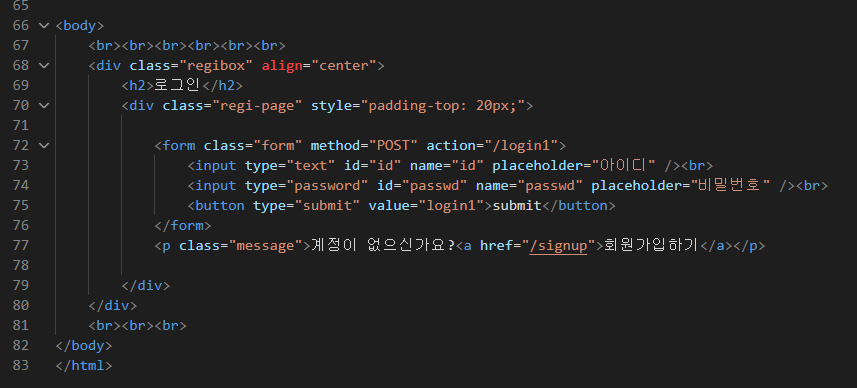 65
66 <body>
67 <br><br><br><br><br><br>
68 <div class="regibox" align="center">
69 <h2>로그인</h2>
70 <div class="regi-page" style="padding-top: 20px;">
71
72 <form class="form" method="POST" action="/login1">
73 <input type="text" id="id" name="id" placeholder="아이디" /><br>
74 <input type="password" id="passwd" name="passwd" placeholder="비밀번호" /><br>
75 <button type="submit" value="login1">submit</button>
76 </form>
77 <p class="message">계정이 없으신가요?<a href="/signup">회원가입하기</a></p>
78
79 </div>
80 </div>
81 <br><br><br>
82 </body>
83 </html>